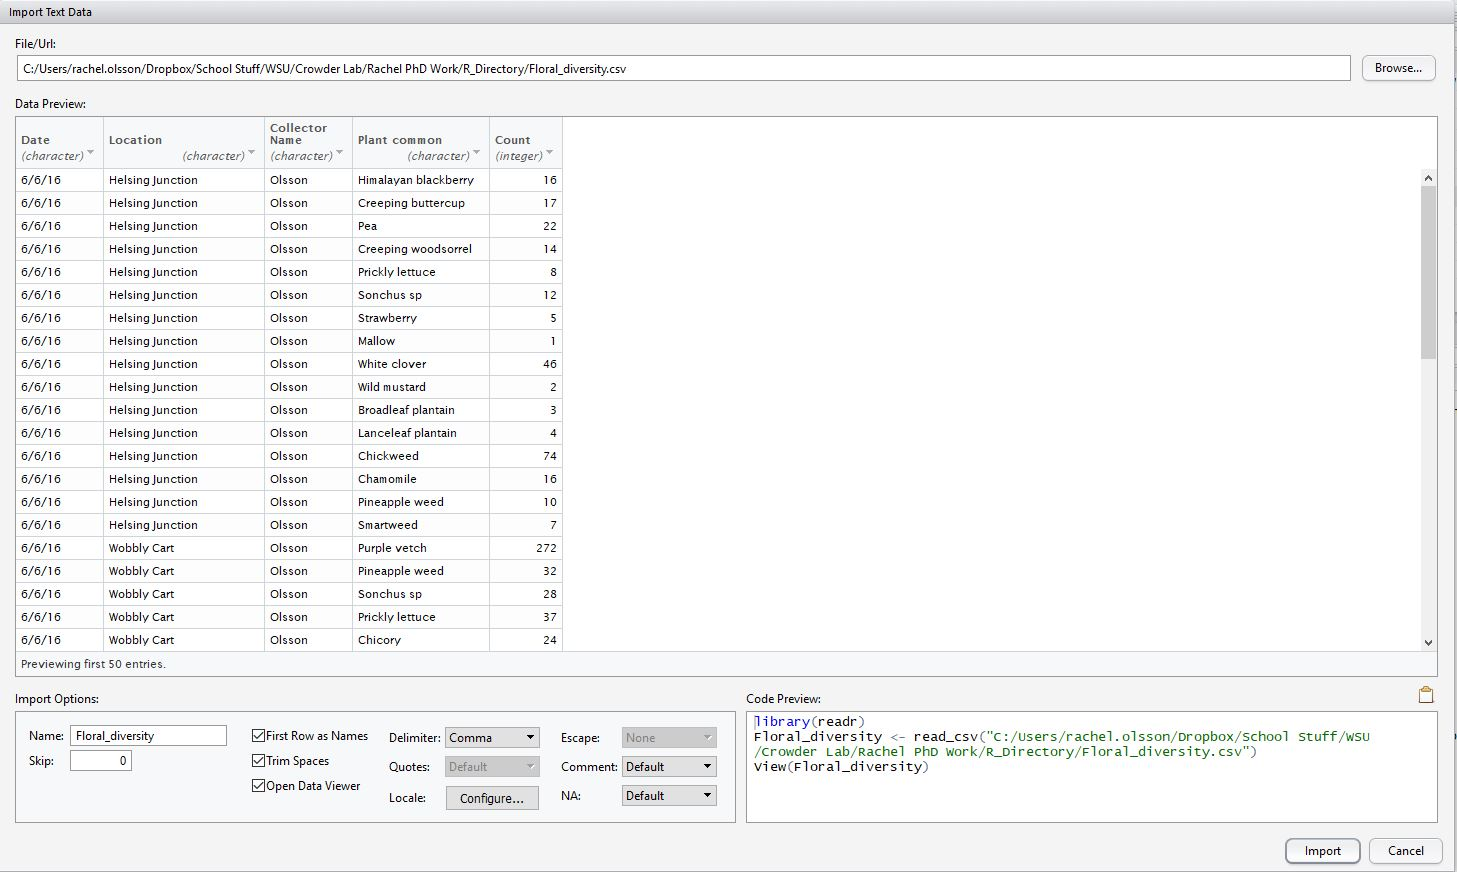 Import Text Data
File/Url:
C:/Users/rachel.olsson/Dropbox/School Stuff/WSU/Crowder Lab/Rachel PhD Work/R_Directory/Floral_diversity.csv Browse...
Data Preview:
Date (character) Location (character) Collector Name (character) Plant common (character) Count (integer)
6/6/16 Helsing Junction Olsson Himalayan blackberry 16
6/6/16 Helsing Junction Olsson Creeping buttercup 17
6/6/16 Helsing Junction Olsson Pea 22
6/6/16 Helsing Junction Olsson Creeping woodsorrel 14
6/6/16 Helsing Junction Olsson Prickly lettuce 8
6/6/16 Helsing Junction Olsson Sonchus sp 12
6/6/16 Helsing Junction Olsson Strawberry 5
6/6/16 Helsing Junction Olsson Mallow 1
6/6/16 Helsing Junction Olsson White clover 46
6/6/16 Helsing Junction Olsson Wild mustard 2
6/6/16 Helsing Junction Olsson Broadleaf plantain 3
6/6/16 Helsing Junction Olsson Lanceleaf plantain 4
6/6/16 Helsing Junction Olsson Chickweed 74
6/6/16 Helsing Junction Olsson Chamomile 16
6/6/16 Helsing Junction Olsson Pineapple weed 10
6/6/16 Helsing Junction Olsson Smartweed 7
6/6/16 Wobbly Cart Olsson Purple vetch 272
6/6/16 Wobbly Cart Olsson Pineapple weed 32
6/6/16 Wobbly Cart Olsson Sonchus sp 28
6/6/16 Wobbly Cart Olsson Prickly lettuce 37
6/6/16 Wobbly Cart Olsson Chicory 24
Previewing first 50 entries.
Import Options:
Name: Floral_diversity
Skip: 0
First Row as Names
Trim Spaces
Open Data Viewer
Delimiter: Comma
Quotes: Default
Locale: Configure...
Escape: None
Comment: Default
NA: Default
Code Preview:
library(readr)
Floral_diversity <- read_csv("C:/Users/rachel.olsson/Dropbox/School Stuff/WSU
/Crowder Lab/Rachel PhD Work/R_Directory/Floral_diversity.csv")
View(Floral_diversity)
Import Cancel